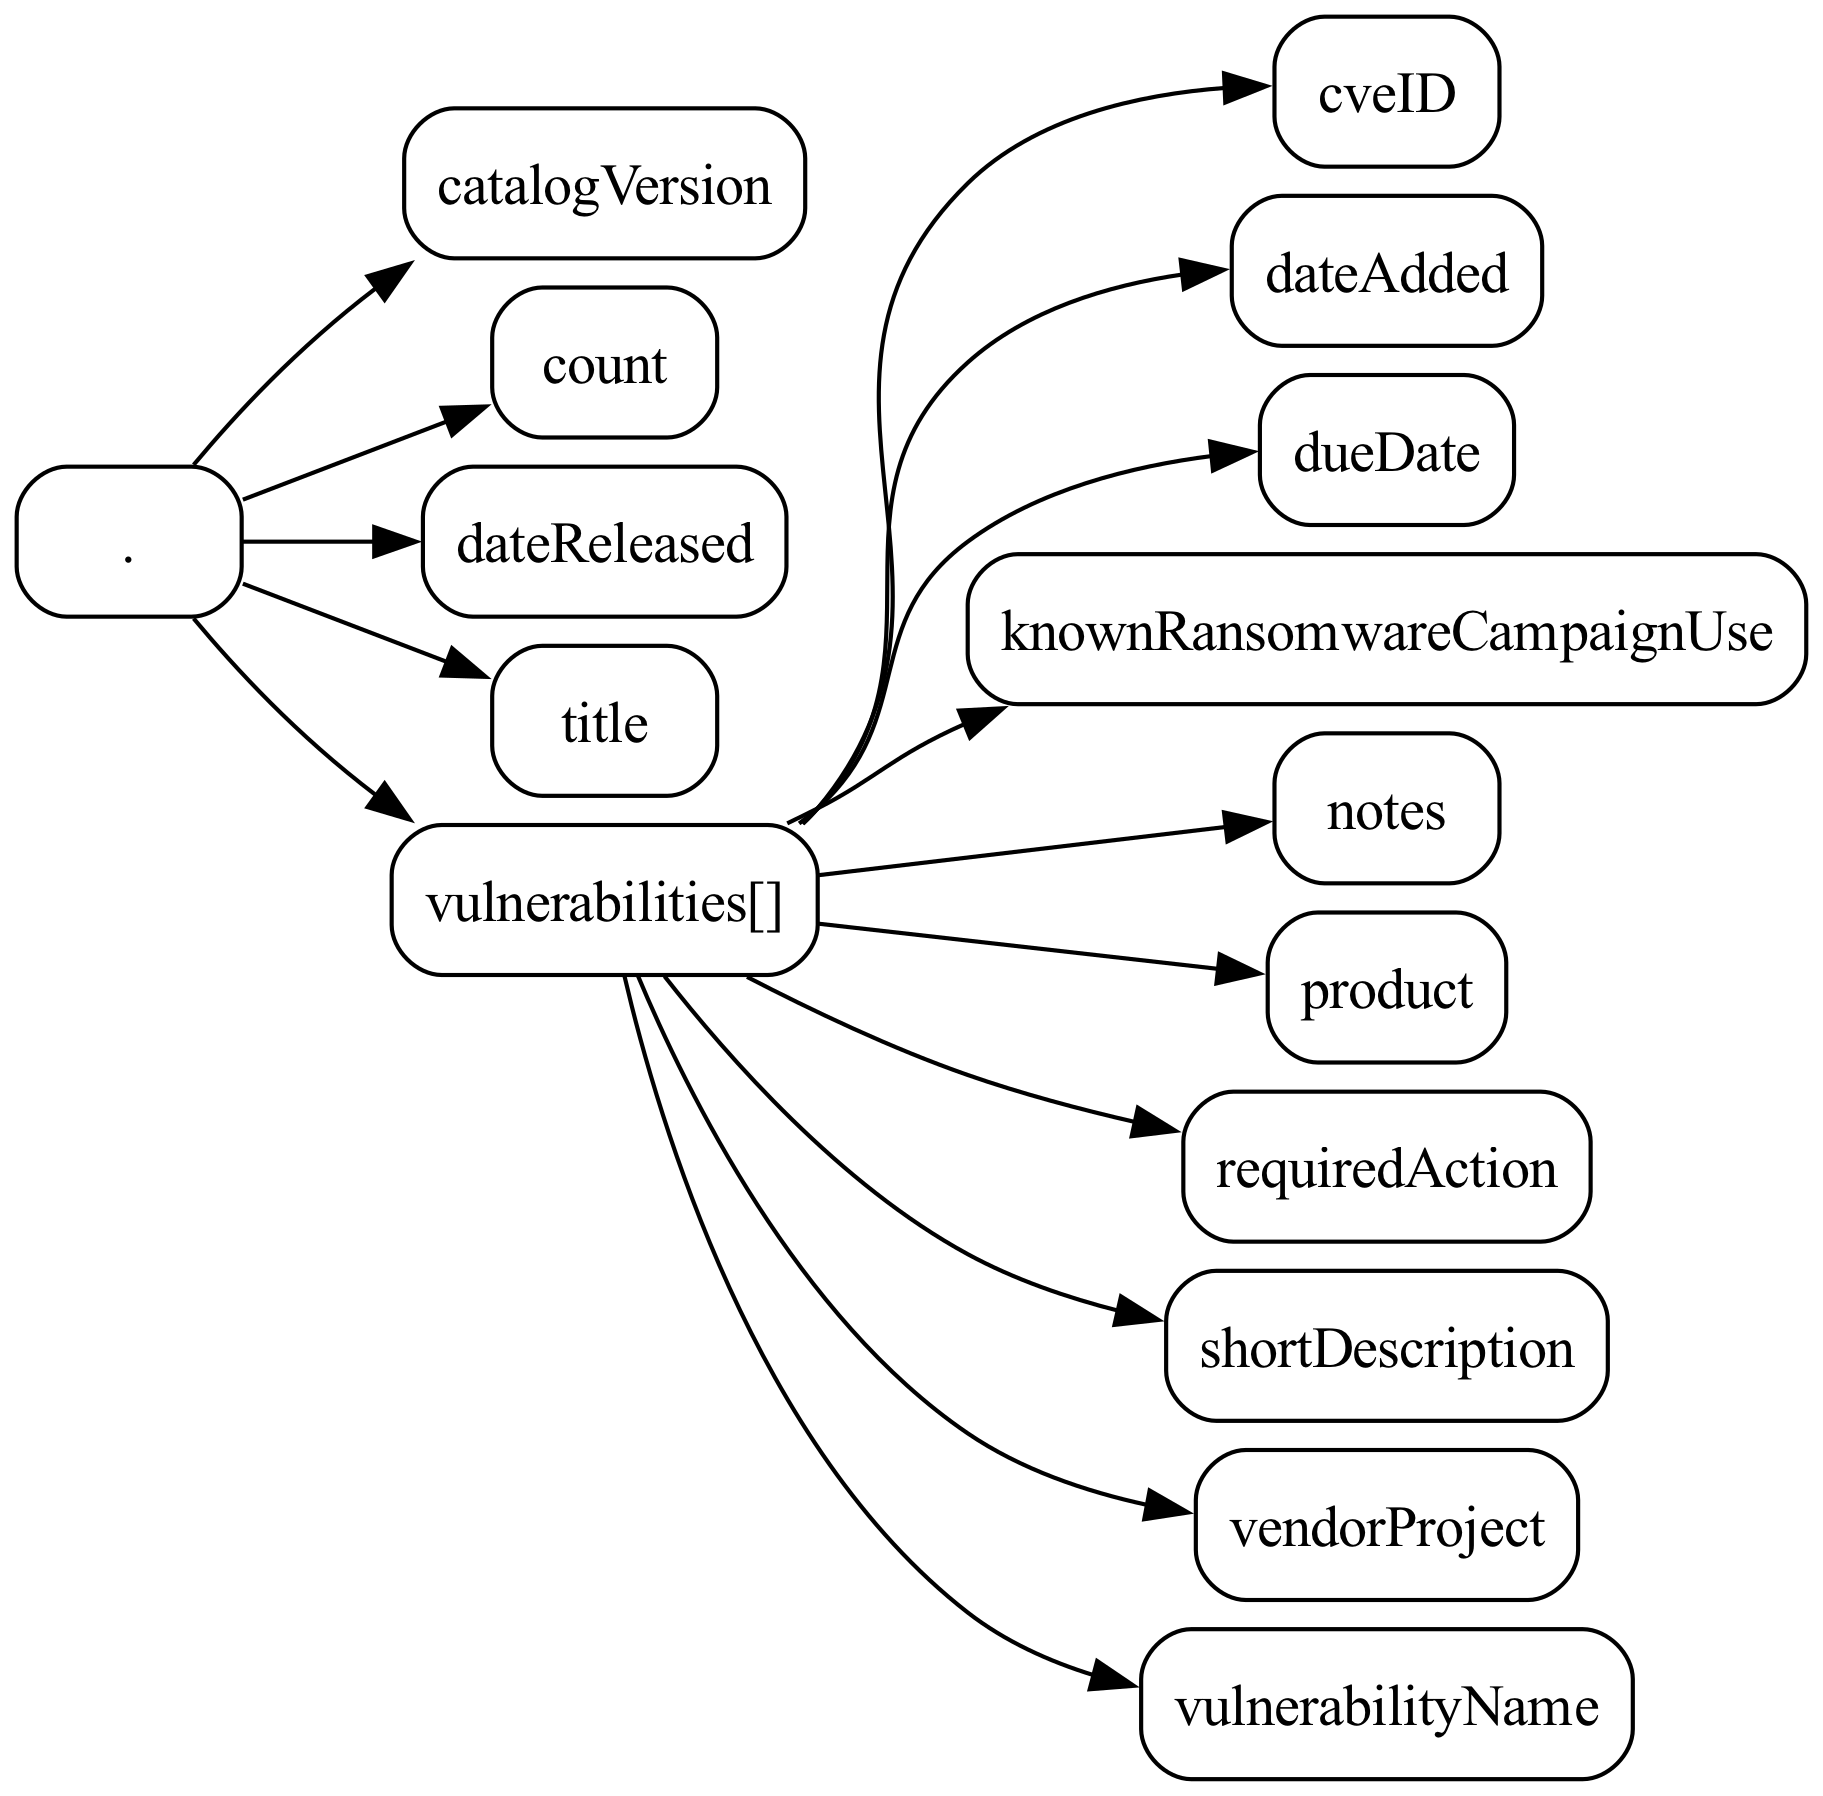 .
catalogVersion
count
dateReleased
title
vulnerabilities[]
cveID
dateAdded
dueDate
knownRansomwareCampaignUse
notes
product
requiredAction
shortDescription
vendorProject
vulnerabilityName